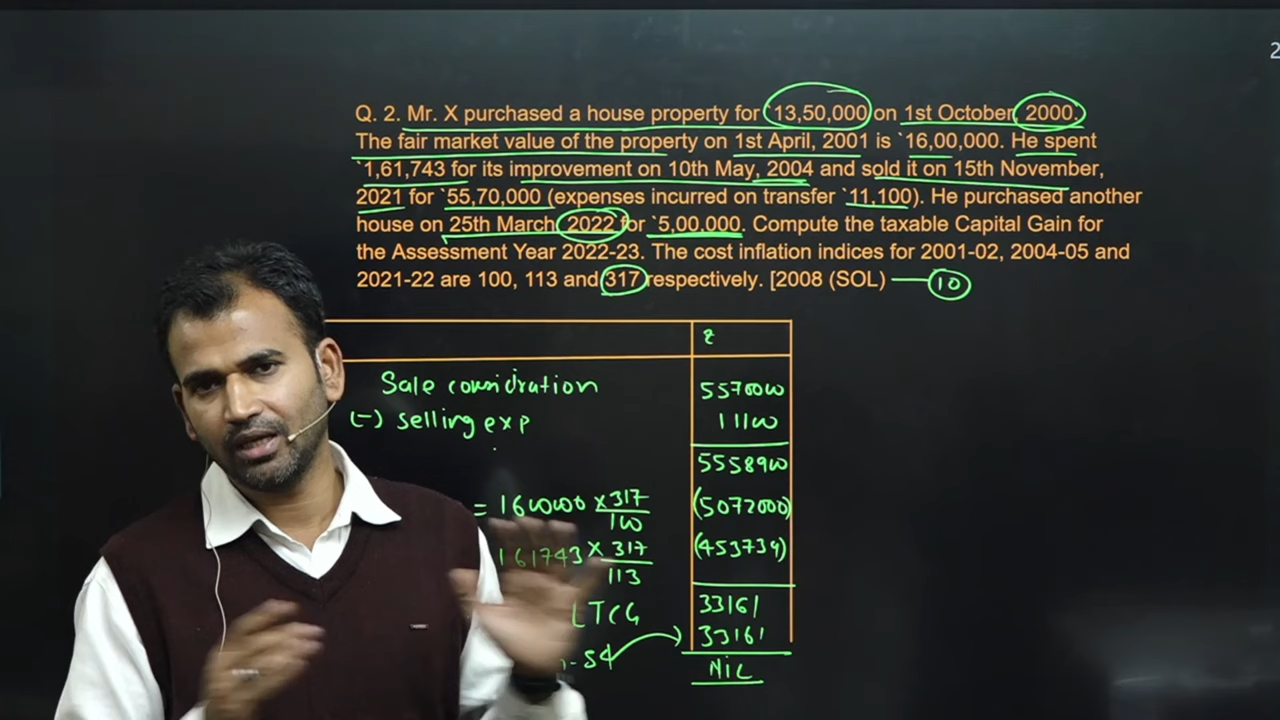 2
Q. 2. Mr. X purchased a house property for `13,50,000 on 1st October, 2000.
The fair market value of the property on 1st April, 2001 is `16,00,000. He spent
`1,61,743 for its improvement on 10th May, 2004 and sold it on 15th November,
2021 for `55,70,000 (expenses incurred on transfer `11,100). He purchased another
house on 25th March, 2022 for `5,00,000. Compute the taxable Capital Gain for
the Assessment Year 2022-23. The cost inflation indices for 2001-02, 2004-05 and
2021-22 are 100, 113 and 317 respectively. [2008 (SOL) — 10
₹
Sale considration 5570000
(-) selling exp 11100
5558900
= 1600000 × 317/100 (5072000)
161743 × 317/113 (453739)
LTCG 33161
- 54 33161
NiL